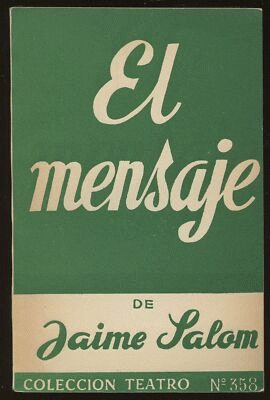 El
mensaje
DE
Jaime Salom
COLECCION TEATRO Nº 358